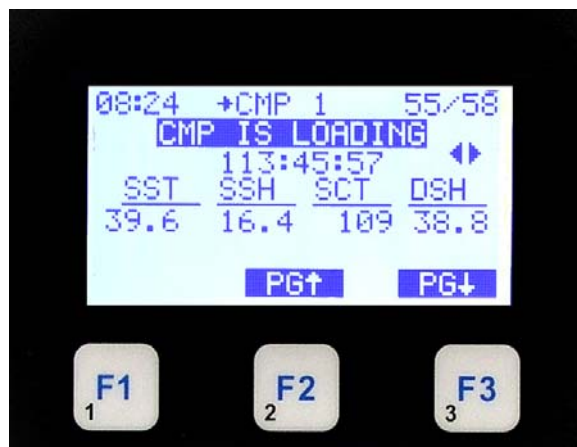 08:24 →CMP 1 55/58
CMP IS LOADING
113:45:57
SST SSH SCT DSH
39.6 16.4 109 38.8
PG↑ PG↓
F1 F2 F3
1 2 3